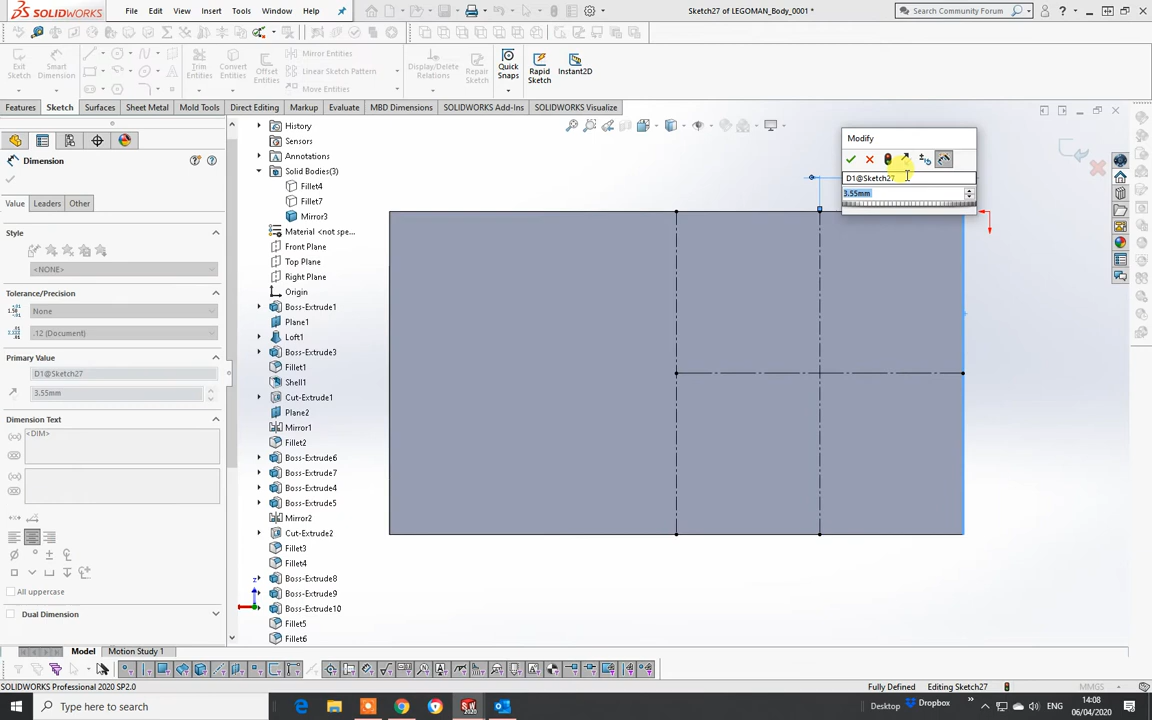 SOLIDWORKS
File
Edit
View
Insert
Tools
Window
Help
Sketch27 of LEGOMAN_Body_0001 *
Search Community Forum
Exit
Sketch
Smart
Dimension
Trim
Entities
Convert
Entities
Offset
Entities
Mirror Entities
Linear Sketch Pattern
Move Entities
Display/Delete
Relations
Repair
Sketch
Quick
Snaps
Rapid
Sketch
Instant2D
Features
Sketch
Surfaces
Sheet Metal
Mold Tools
Direct Editing
Markup
Evaluate
MBD Dimensions
SOLIDWORKS Add-Ins
SOLIDWORKS Visualize
Dimension
Value
Leaders
Other
Style
<NONE>
Tolerance/Precision
None
.12 (Document)
Primary Value
D1@Sketch27
3.55mm
Dimension Text
<DIM>
All uppercase
Dual Dimension
History
Sensors
Annotations
Solid Bodies(3)
Fillet4
Fillet7
Mirror3
Material <not spe...
Front Plane
Top Plane
Right Plane
Origin
Boss-Extrude1
Plane1
Loft1
Boss-Extrude3
Fillet1
Shell1
Cut-Extrude1
Plane2
Mirror1
Fillet2
Boss-Extrude6
Boss-Extrude7
Boss-Extrude4
Boss-Extrude5
Mirror2
Cut-Extrude2
Fillet3
Fillet4
Boss-Extrude8
Boss-Extrude9
Boss-Extrude10
Fillet5
Fillet6
Modify
D1@Sketch27
3.55mm
Model
Motion Study 1
SOLIDWORKS Professional 2020 SP2.0
Fully Defined
Editing Sketch27
MMGS
Type here to search
Desktop
Dropbox
ENG
14:08
06/04/2020